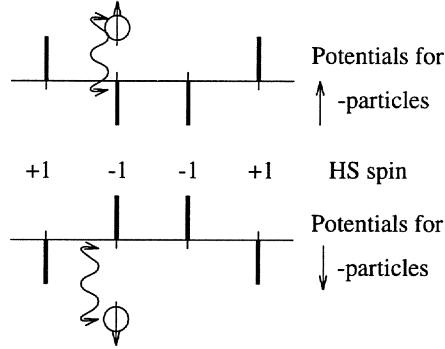 Potentials for
-particles
+1 -1 -1 +1 HS spin
Potentials for
-particles